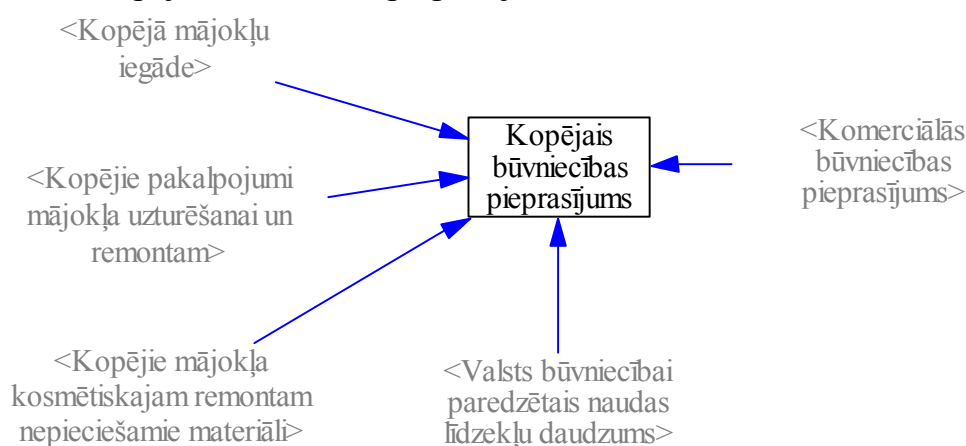 <Kopējā mājokļu
iegāde>
Kopējais
būvniecības
pieprasījums
<Komerciālās
būvniecības
pieprasījums>
<Kopējie pakalpojumi
mājokļa uzturēšanai un
remontam>
<Kopējie mājokļa
kosmētiskajam remontam
nepieciešamie materiāli>
<Valsts būvniecībai
paredzētais naudas
līdzekļu daudzums>